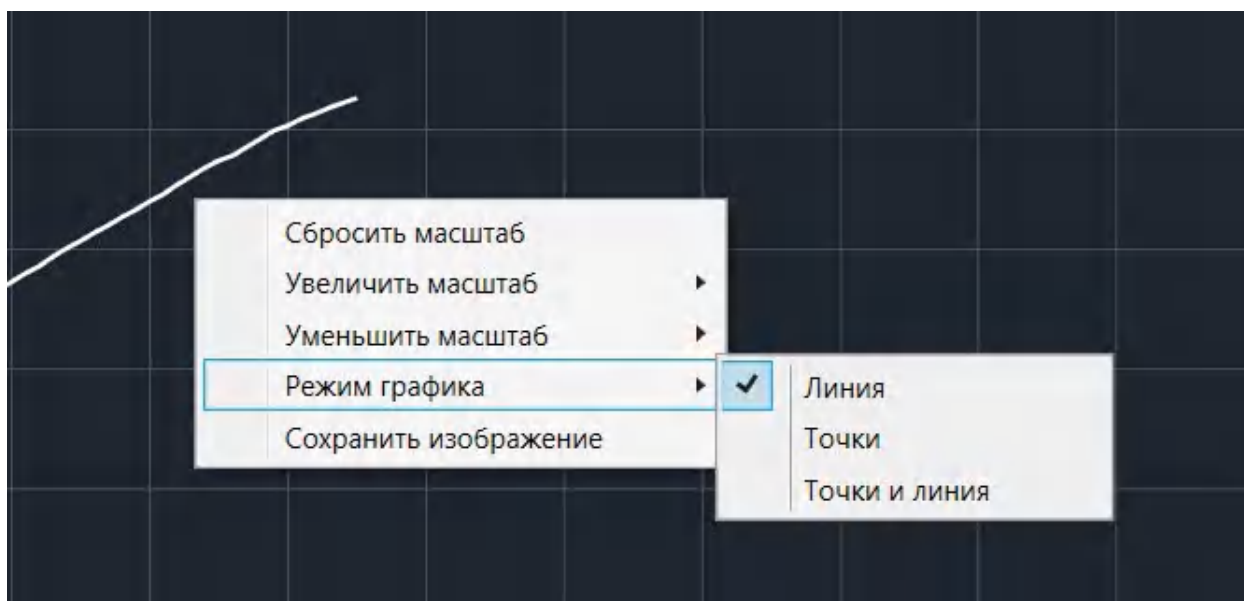 Сбросить масштаб
Увеличить масштаб
Уменьшить масштаб
Режим графика
Сохранить изображение
Линия
Точки
Точки и линия